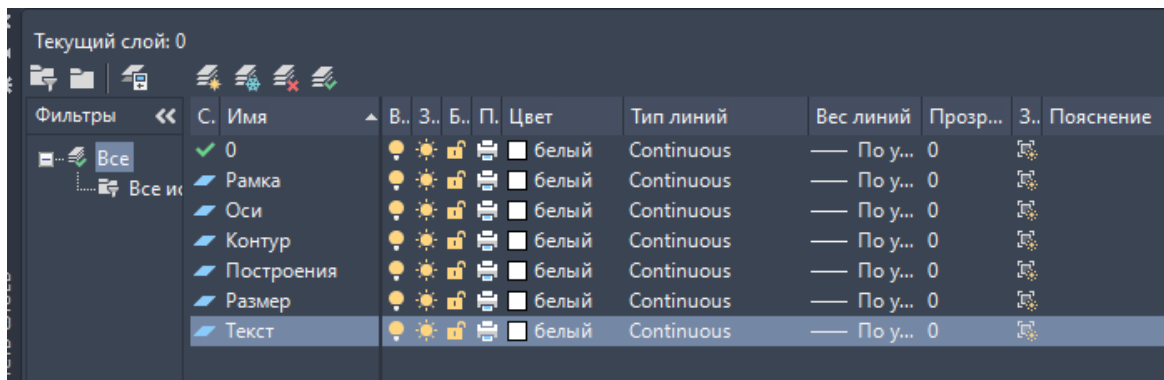 Текущий слой: 0
Фильтры « С. Имя В.. З.. Б.. П. Цвет Тип линий Вес линий Прозр... З.. Пояснение
Все
Все ис
0 белый Continuous По у... 0
Рамка белый Continuous По у... 0
Оси белый Continuous По у... 0
Контур белый Continuous По у... 0
Построения белый Continuous По у... 0
Размер белый Continuous По у... 0
Текст белый Continuous По у... 0